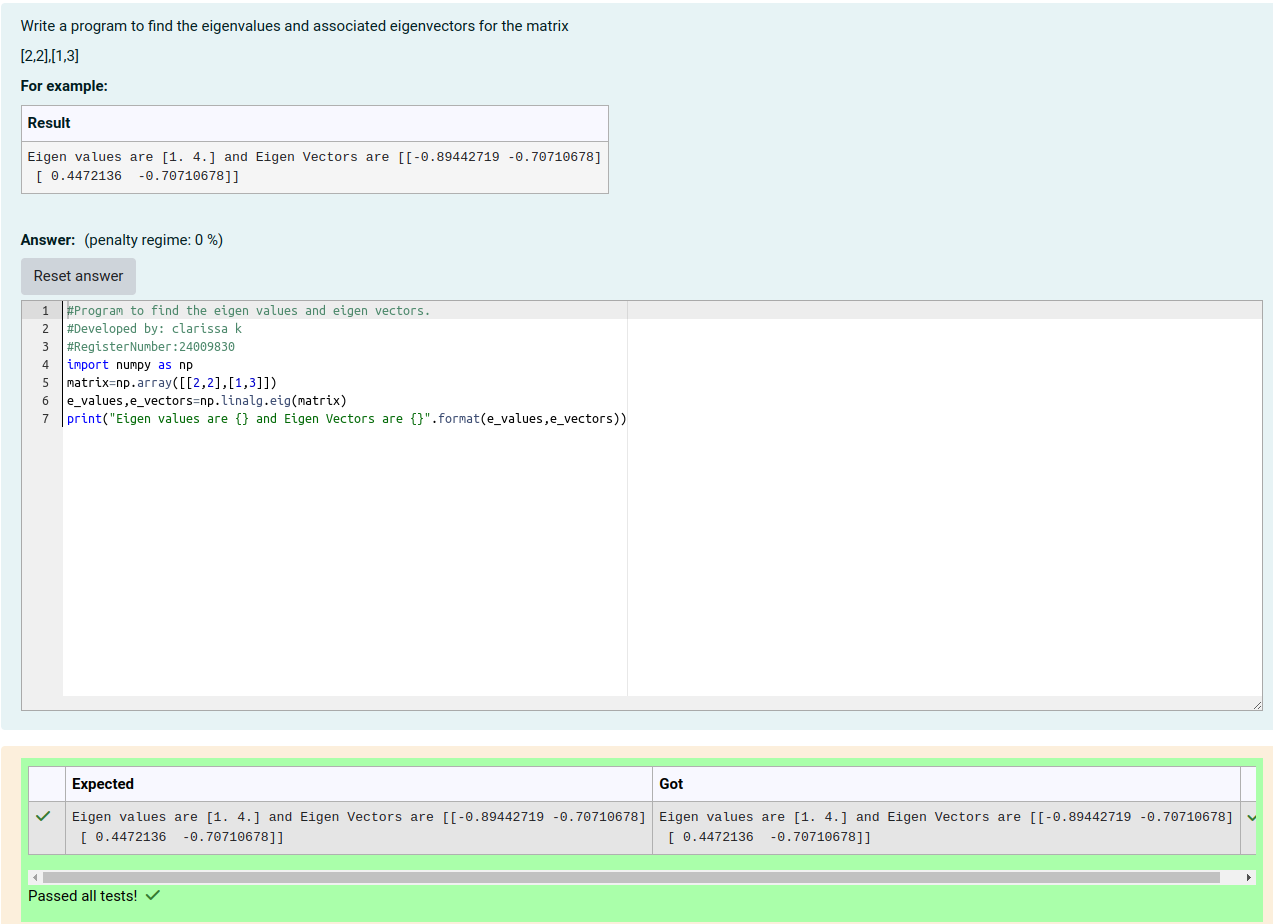 Write a program to find the eigenvalues and associated eigenvectors for the matrix
[2,2],[1,3]
For example:
Result
Eigen values are [1. 4.] and Eigen Vectors are [[-0.89442719 -0.70710678]
 [ 0.4472136  -0.70710678]]
Answer: (penalty regime: 0 %)
Reset answer
1 #Program to find the eigen values and eigen vectors.
2 #Developed by: clarissa k
3 #RegisterNumber:24009830
4 import numpy as np
5 matrix=np.array([[2,2],[1,3]])
6 e_values,e_vectors=np.linalg.eig(matrix)
7 print("Eigen values are {} and Eigen Vectors are {}".format(e_values,e_vectors))
Expected Got
Eigen values are [1. 4.] and Eigen Vectors are [[-0.89442719 -0.70710678] Eigen values are [1. 4.] and Eigen Vectors are [[-0.89442719 -0.70710678]
 [ 0.4472136  -0.70710678]]  [ 0.4472136  -0.70710678]]
Passed all tests!